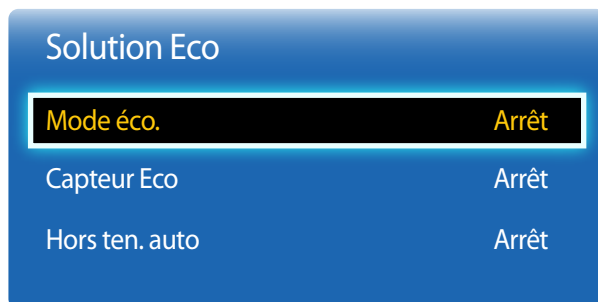 Solution Eco
Mode éco. Arrêt
Capteur Eco Arrêt
Hors ten. auto Arrêt